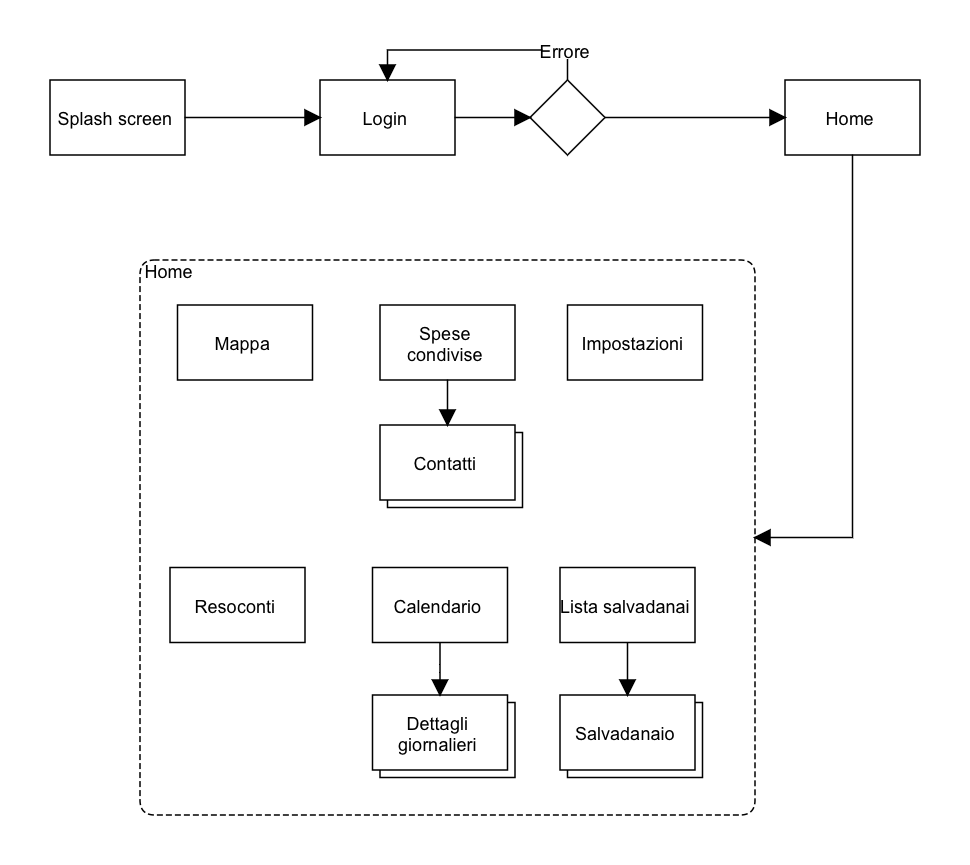 Errore
Splash screen
Login
Home
Home
Mappa
Spese
condivise
Impostazioni
Contatti
Resoconti
Calendario
Lista salvadanai
Dettagli
giornalieri
Salvadanaio